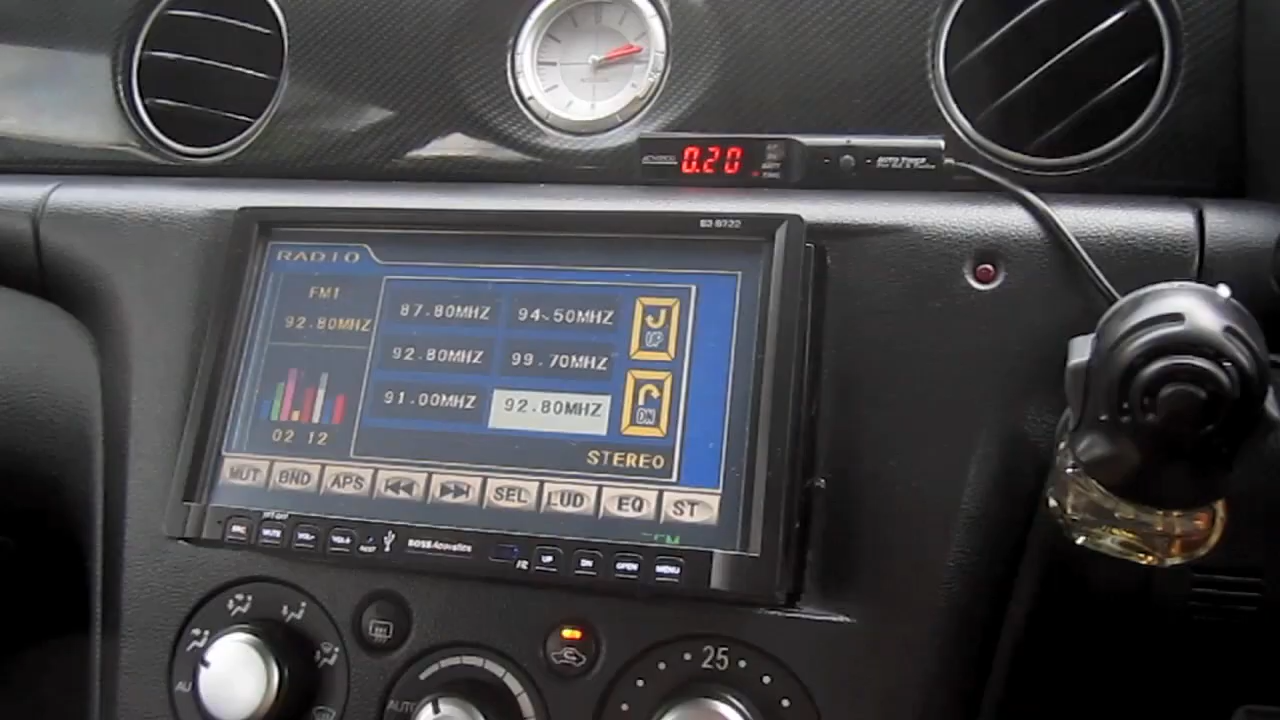 0.20
AUTO TIMER
RADIO
FM1
92.80MHZ
87.80MHZ 94.50MHZ
92.80MHZ 99.70MHZ
91.00MHZ 92.80MHZ
UP
DN
02 12
STEREO
MUT BND APS SEL LUD EQ ST
SRC MUTE VOL- VOL+ BOSS Acoustics UP DN OPEN MENU
25
AUTO